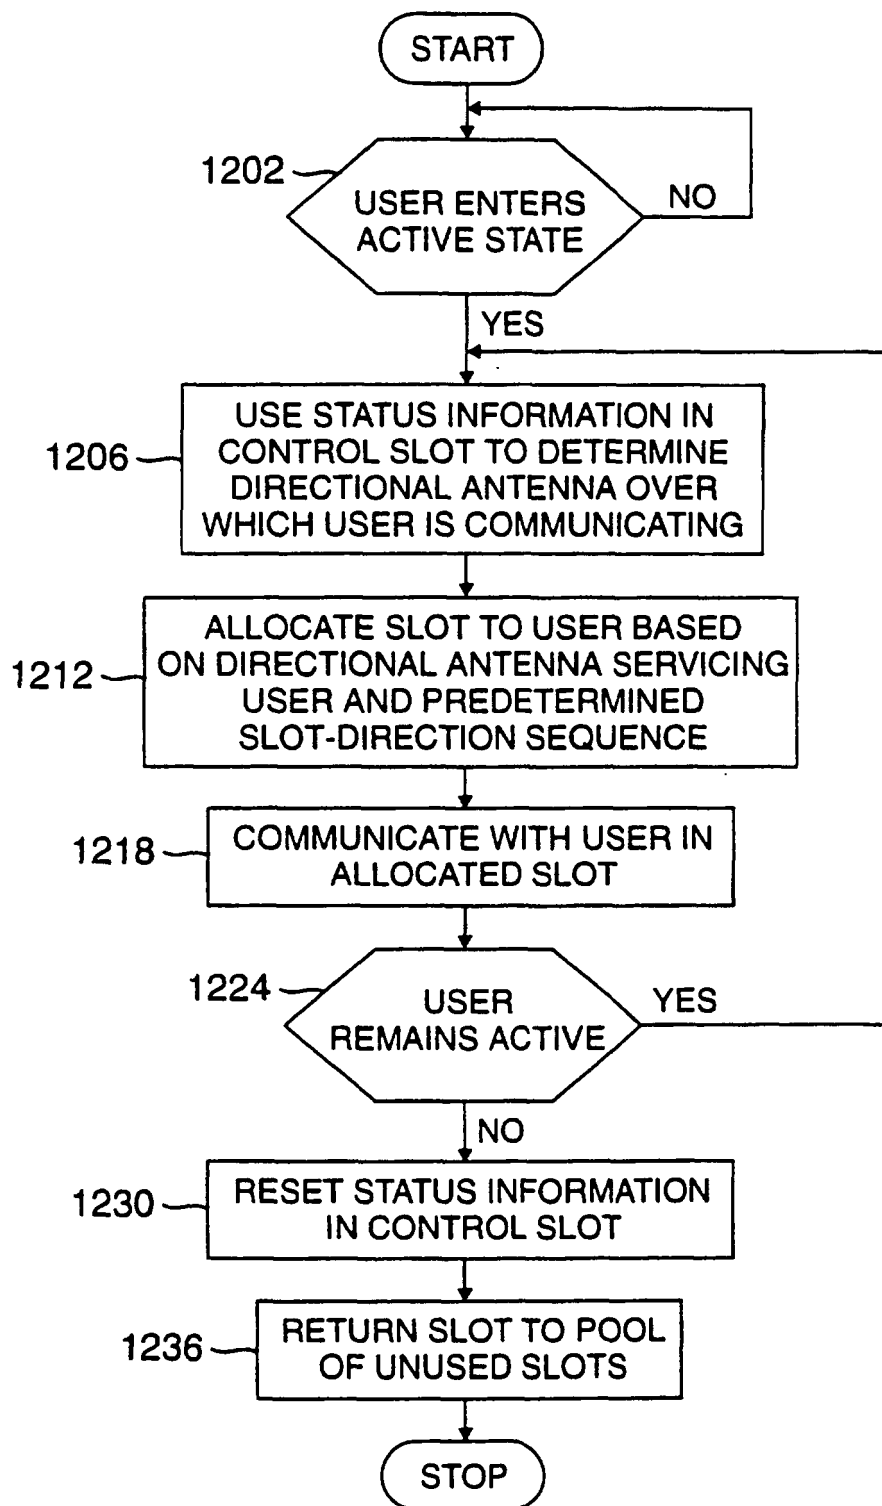 START
1202
USER ENTERS
ACTIVE STATE
NO
YES
1206
USE STATUS INFORMATION IN
CONTROL SLOT TO DETERMINE
DIRECTIONAL ANTENNA OVER
WHICH USER IS COMMUNICATING
1212
ALLOCATE SLOT TO USER BASED
ON DIRECTIONAL ANTENNA SERVICING
USER AND PREDETERMINED
SLOT-DIRECTION SEQUENCE
1218
COMMUNICATE WITH USER IN
ALLOCATED SLOT
1224
USER
REMAINS ACTIVE
YES
NO
1230
RESET STATUS INFORMATION
IN CONTROL SLOT
1236
RETURN SLOT TO POOL
OF UNUSED SLOTS
STOP